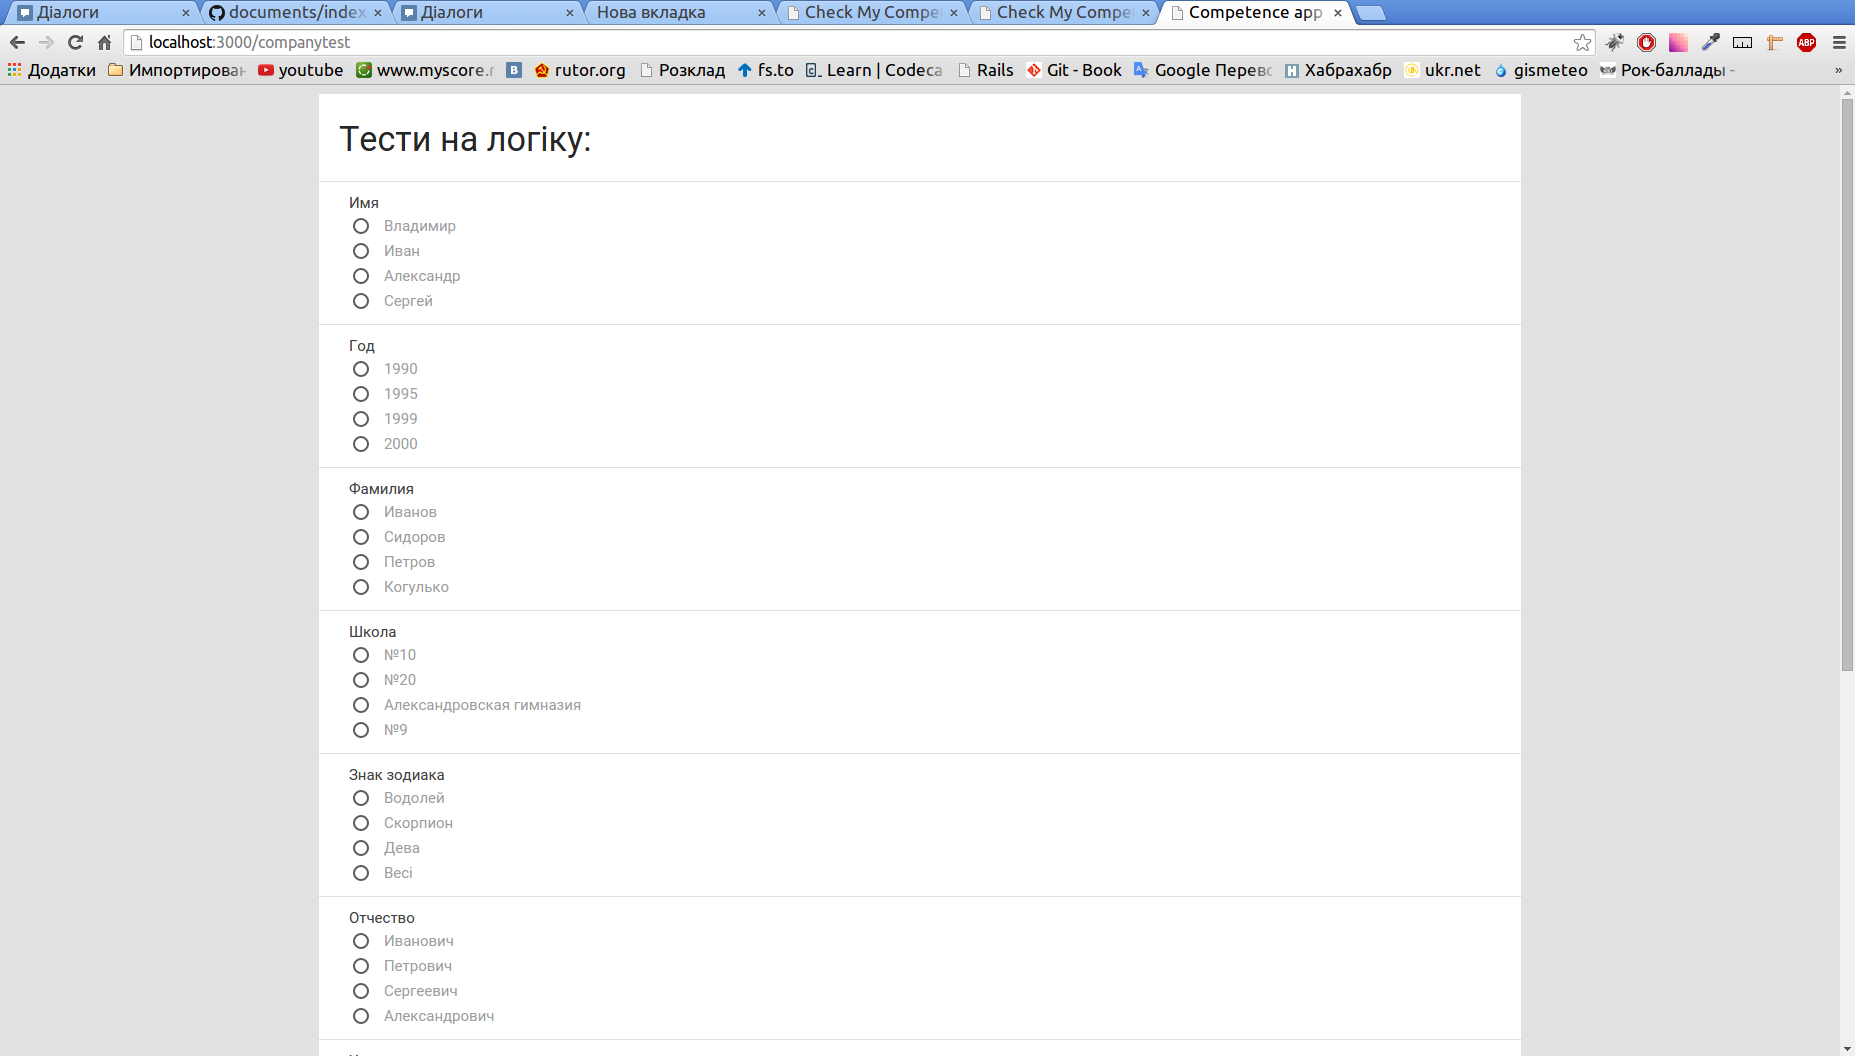 Діалоги
documents/index
Діалоги
Нова вкладка
Check My Compe
Check My Compe
Competence app
localhost:3000/companytest
Додатки
Импортирован
youtube
www.myscore.r
rutor.org
Розклад
fs.to
Learn | Codeca
Rails
Git - Book
Google Перевс
Хабрахабр
ukr.net
gismeteo
Рок-баллады -
»
Тести на логіку:
Имя
Владимир
Иван
Александр
Сергей
Год
1990
1995
1999
2000
Фамилия
Иванов
Сидоров
Петров
Когулько
Школа
№10
№20
Александровская гимназия
№9
Знак зодиака
Водолей
Скорпион
Дева
Весі
Отчество
Иванович
Петрович
Сергеевич
Александрович